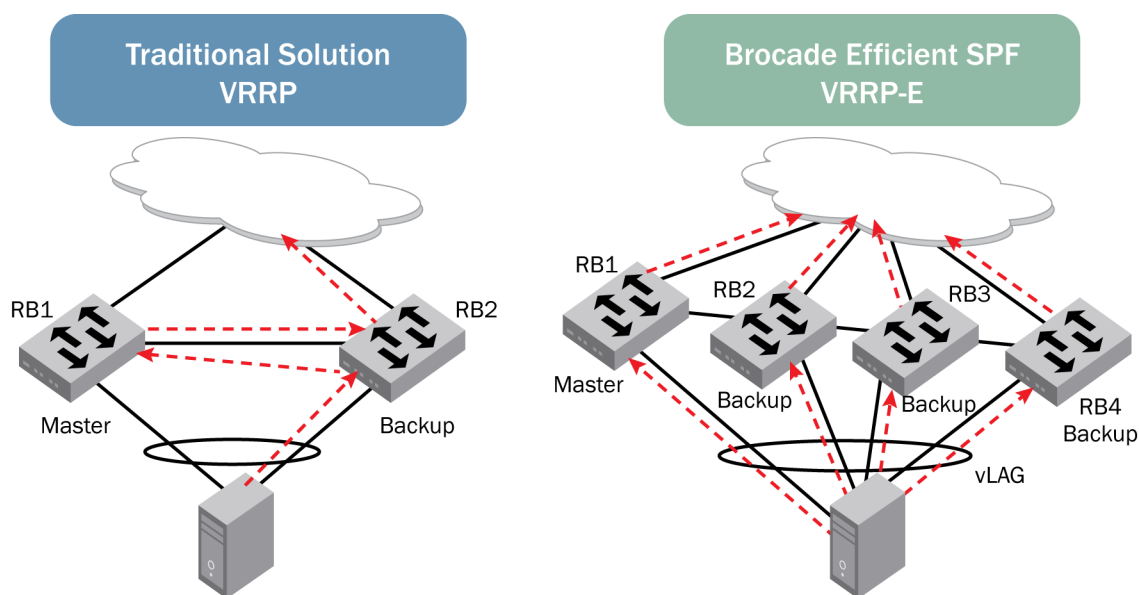 Traditional Solution
VRRP
RB1
RB2
Master
Backup
Brocade Efficient SPF
VRRP-E
RB1
RB2
RB3
Master
Backup
Backup
RB4
Backup
vLAG